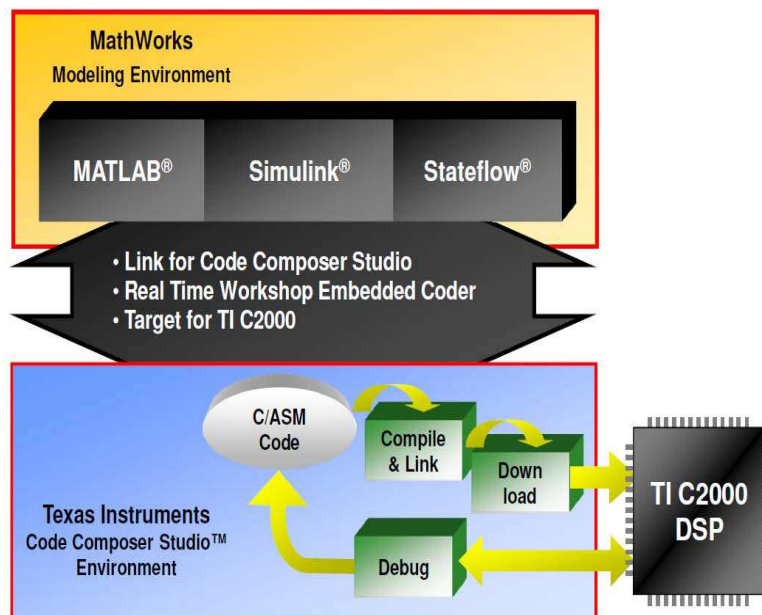 MathWorks
Modeling Environment
MATLAB®
Simulink®
Stateflow®
• Link for Code Composer Studio
• Real Time Workshop Embedded Coder
• Target for TI C2000
C/ASM
Code
Compile
& Link
Down
load
TI C2000
DSP
Texas Instruments
Code Composer Studio™
Environment
Debug